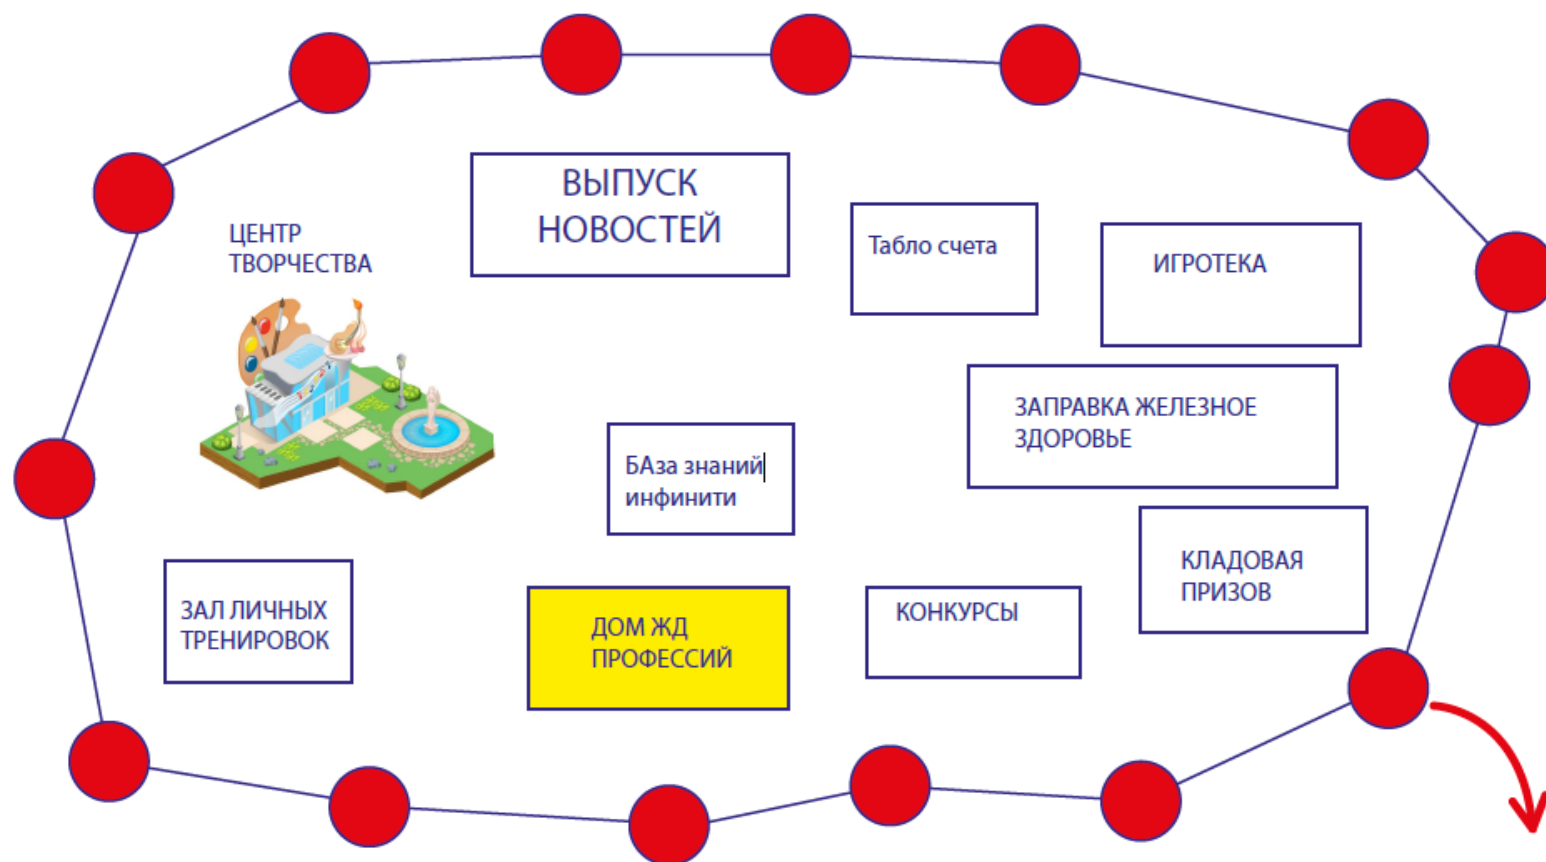 ВЫПУСК
НОВОСТЕЙ
ЦЕНТР
ТВОРЧЕСТВА
Табло счета
ИГРОТЕКА
ЗАПРАВКА ЖЕЛЕЗНОЕ
ЗДОРОВЬЕ
БАза знаний
инфинити
КЛАДОВАЯ
ПРИЗОВ
ЗАЛ ЛИЧНЫХ
ТРЕНИРОВОК
ДОМ ЖД
ПРОФЕССИЙ
КОНКУРСЫ